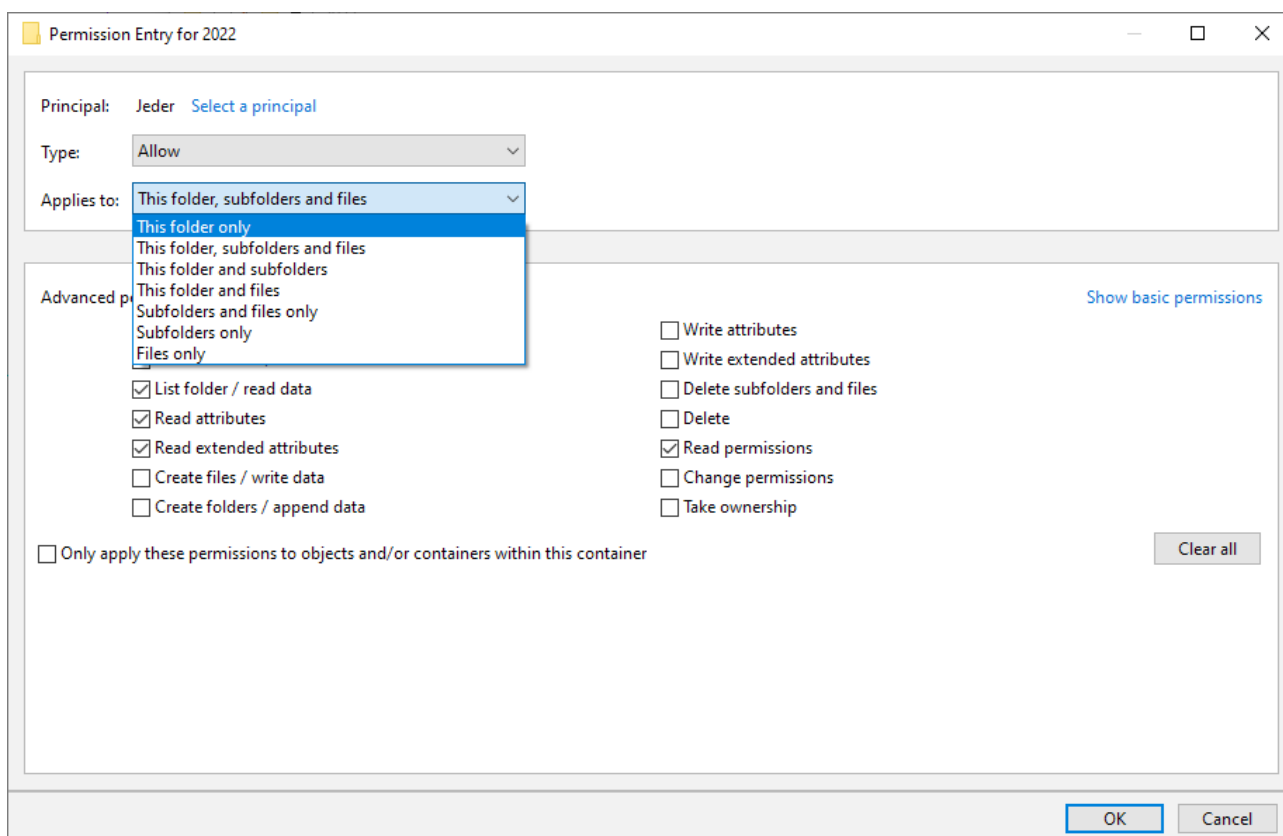 Permission Entry for 2022
Principal: Jeder Select a principal
Type: Allow
Applies to: This folder, subfolders and files
This folder only
This folder, subfolders and files
This folder and subfolders
This folder and files
Subfolders and files only
Subfolders only
Files only
Advanced Show basic permissions
Write attributes
Write extended attributes
List folder / read data Delete subfolders and files
Read attributes Delete
Read extended attributes Read permissions
Create files / write data Change permissions
Create folders / append data Take ownership
Only apply these permissions to objects and/or containers within this container Clear all
OK Cancel